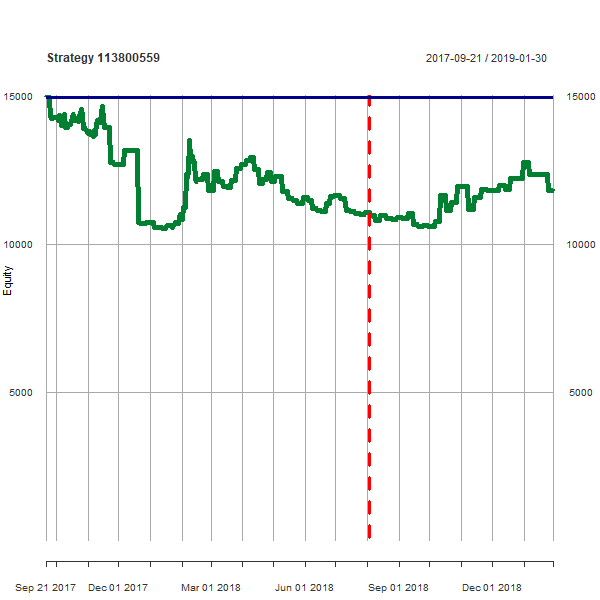 Strategy 113800559
2017-09-21 / 2019-01-30
15000
15000
10000
10000
Equity
5000
5000
Sep 21 2017
Dec 01 2017
Mar 01 2018
Jun 01 2018
Sep 01 2018
Dec 01 2018